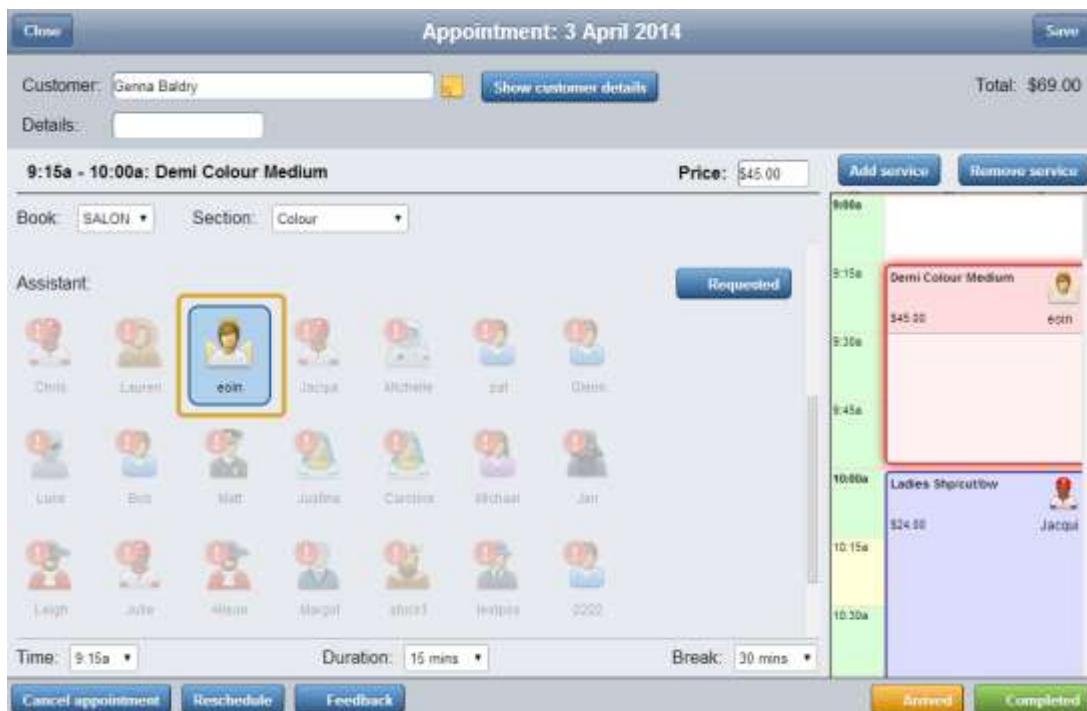 Close Appointment: 3 April 2014 Save
Customer: Genna Baldry Show customer details Total: $69.00
Details:
9:15a - 10:00a: Demi Colour Medium Price: $45.00 Add service Remove service
Book: SALON Section: Colour
Assistant: Requested
Chris Lauren eoin Jacqui Michelle pat Glenn
Luke Bob Matt Justine Caroline Michael Jan
Leigh Julie Alison Margot testpos 0202
Time: 9:15a Duration: 15 mins Break: 30 mins
Cancel appointment Reschedule Feedback Arrived Completed
9:00a
9:15a
Demi Colour Medium
$45.00 eoin
9:30a
9:45a
10:00a
Ladies Shp/cut/bw
$24.00 Jacqui
10:15a
10:30a